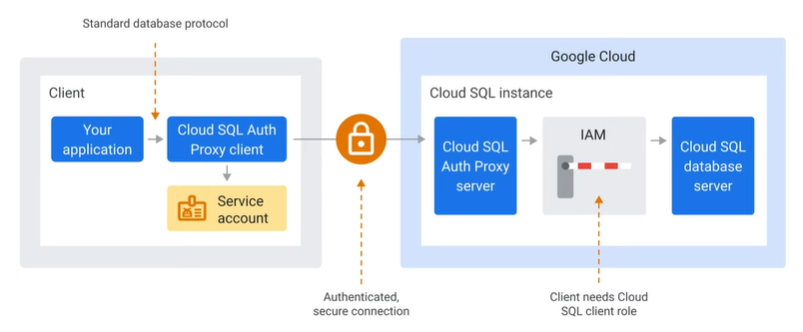 Standard database protocol
Google Cloud
Client
Cloud SQL instance
Your
application
Cloud SQL Auth
Proxy client
Service
account
Cloud SQL
Auth Proxy
server
IAM
Cloud SQL
database
server
Authenticated,
secure connection
Client needs Cloud
SQL client role